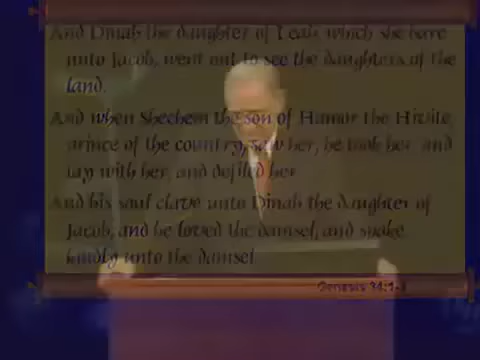 And Dinah the daughter of Leah, which she bare
unto Jacob, went out to see the daughters of the
land.
And when Shechem the son of Hamor the Hivite
prince of the country, saw her, he took her and
lay with her, and defiled her.
And his soul clave unto Dinah the daughter of
Jacob, and he loved the damsel, and spake
kindly unto the damsel.
Genesis 34:1-3